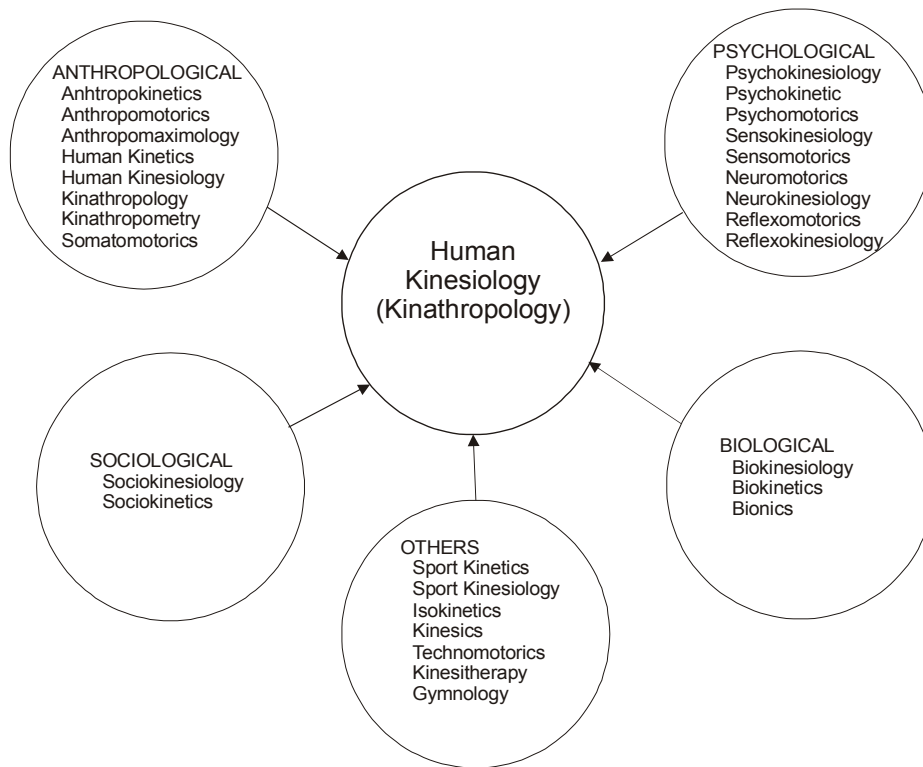 ANTHROPOLOGICAL
Anhtropokinetics
Anthropomotorics
Anthropomaximology
Human Kinetics
Human Kinesiology
Kinathropology
Kinathropometry
Somatomotorics
PSYCHOLOGICAL
Psychokinesiology
Psychokinetic
Psychomotorics
Sensokinesiology
Sensomotorics
Neuromotorics
Neurokinesiology
Reflexomotorics
Reflexokinesiology
Human
Kinesiology
(Kinathropology)
SOCIOLOGICAL
Sociokinesiology
Sociokinetics
BIOLOGICAL
Biokinesiology
Biokinetics
Bionics
OTHERS
Sport Kinetics
Sport Kinesiology
Isokinetics
Kinesics
Technomotorics
Kinesitherapy
Gymnology